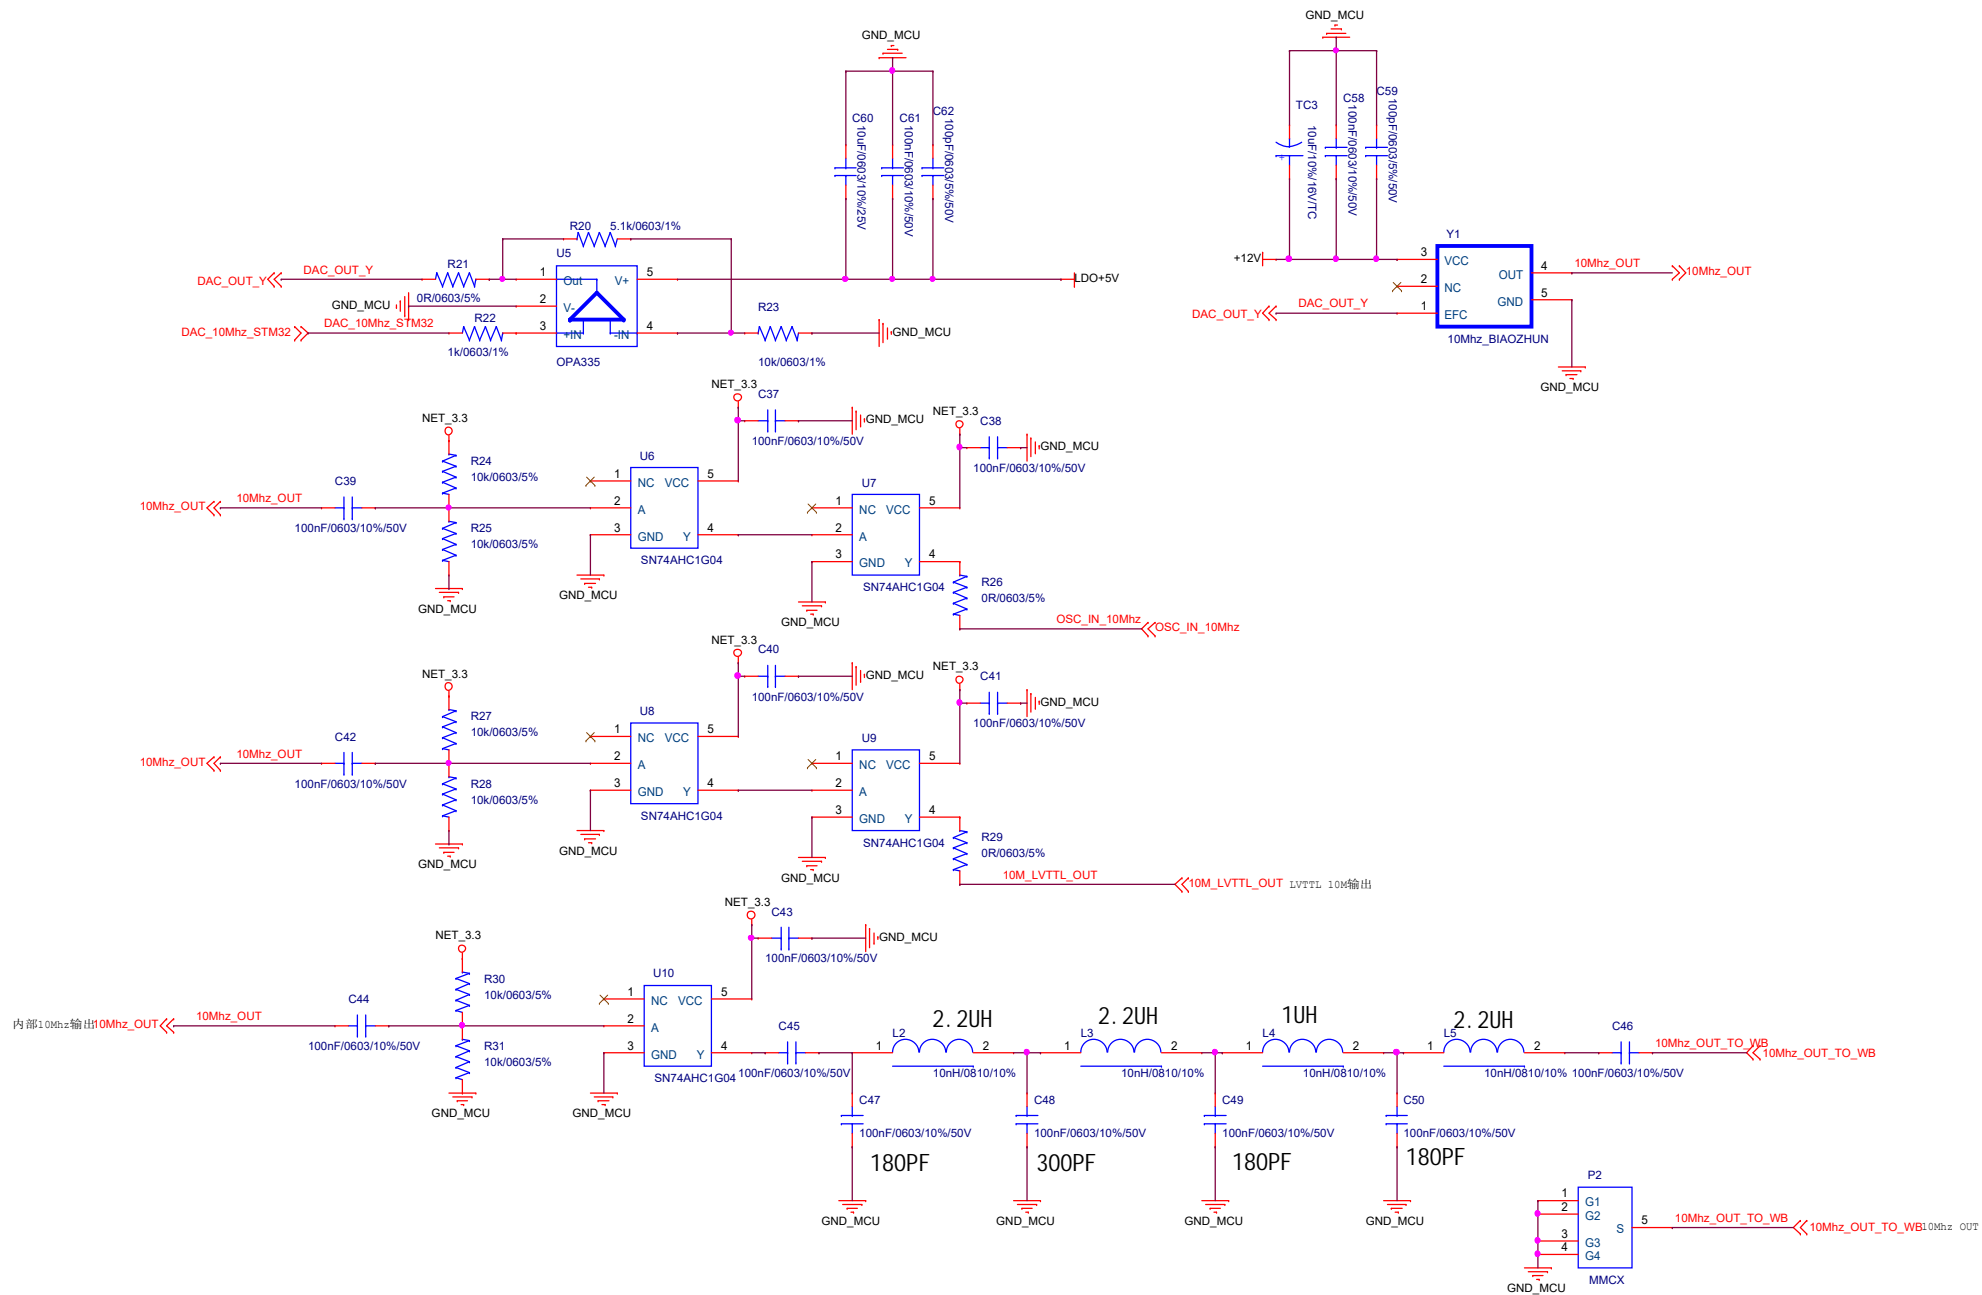 GND_MCU
C60
10uF/0603/10%/25V
C61
100nF/0603/10%/50V
C62
100pF/0603/5%/50V
GND_MCU
TC3
10uF/10%/16V/TC
C58
100nF/0603/10%/50V
C59
100pF/0603/5%/50V
R20
5.1k/0603/1%
U5
DAC_OUT_Y
DAC_OUT_Y
R21
0R/0603/5%
1
Out
V+
5
LDO+5V
GND_MCU
2
V-
DAC_10Mhz_STM32
DAC_10Mhz_STM32
R22
1k/0603/1%
3
+IN
-IN
4
OPA335
R23
10k/0603/1%
GND_MCU
+12V
Y1
3
VCC
2
NC
1
EFC
OUT
4
GND
5
10Mhz_BIAOZHUN
10Mhz_OUT
10Mhz_OUT
DAC_OUT_Y
DAC_OUT_Y
GND_MCU
NET_3.3
C37
100nF/0603/10%/50V
GND_MCU
NET_3.3
C38
100nF/0603/10%/50V
GND_MCU
NET_3.3
R24
10k/0603/5%
R25
10k/0603/5%
GND_MCU
10Mhz_OUT
10Mhz_OUT
C39
100nF/0603/10%/50V
U6
1
NC
VCC
5
2
A
3
GND
Y
4
SN74AHC1G04
GND_MCU
U7
1
NC
VCC
5
2
A
3
GND
Y
4
SN74AHC1G04
GND_MCU
R26
0R/0603/5%
OSC_IN_10Mhz
OSC_IN_10Mhz
NET_3.3
C40
100nF/0603/10%/50V
GND_MCU
NET_3.3
C41
100nF/0603/10%/50V
GND_MCU
NET_3.3
R27
10k/0603/5%
R28
10k/0603/5%
GND_MCU
10Mhz_OUT
10Mhz_OUT
C42
100nF/0603/10%/50V
U8
1
NC
VCC
5
2
A
3
GND
Y
4
SN74AHC1G04
GND_MCU
U9
1
NC
VCC
5
2
A
3
GND
Y
4
SN74AHC1G04
GND_MCU
R29
0R/0603/5%
10M_LVTTL_OUT
10M_LVTTL_OUT
LVTTL 10M输出
NET_3.3
C43
100nF/0603/10%/50V
GND_MCU
NET_3.3
R30
10k/0603/5%
R31
10k/0603/5%
GND_MCU
内部10Mhz输出
10Mhz_OUT
10Mhz_OUT
C44
100nF/0603/10%/50V
U10
1
NC
VCC
5
2
A
3
GND
Y
4
SN74AHC1G04
GND_MCU
C45
100nF/0603/10%/50V
2.2UH
1
L2
2
10nH/0810/10%
2.2UH
1
L3
2
10nH/0810/10%
1UH
1
L4
2
10nH/0810/10%
2.2UH
1
L5
2
10nH/0810/10%
C46
100nF/0603/10%/50V
10Mhz_OUT_TO_WB
10Mhz_OUT_TO_WB
C47
100nF/0603/10%/50V
180PF
GND_MCU
C48
100nF/0603/10%/50V
300PF
GND_MCU
C49
100nF/0603/10%/50V
180PF
GND_MCU
C50
100nF/0603/10%/50V
180PF
GND_MCU
P2
1
G1
2
G2
3
G3
4
G4
S
5
MMCX
GND_MCU
10Mhz_OUT_TO_WB
10Mhz_OUT_TO_WB
10Mhz OUT